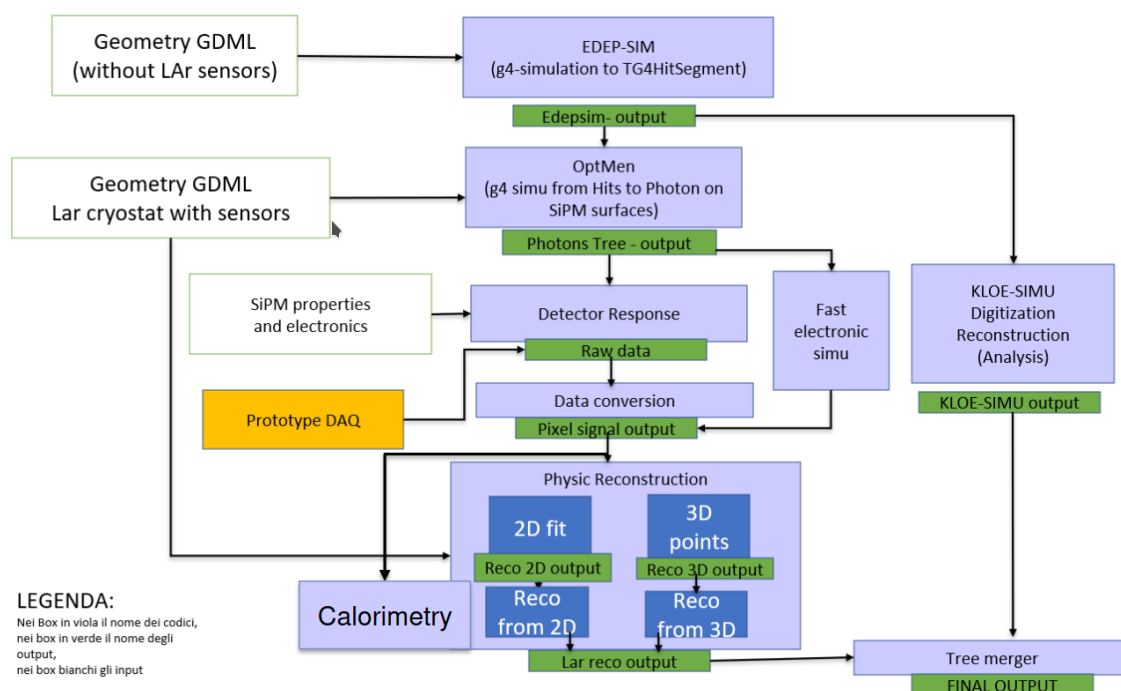 Geometry GDML
(without LAr sensors)
EDEP-SIM
(g4-simulation to TG4HitSegment)
Edepsim- output
Geometry GDML
Lar cryostat with sensors
OptMen
(g4 simu from Hits to Photon on
SiPM surfaces)
Photons Tree - output
SiPM properties
and electronics
Detector Response
Raw data
Fast
electronic
simu
KLOE-SIMU
Digitization
Reconstruction
(Analysis)
KLOE-SIMU output
Prototype DAQ
Data conversion
Pixel signal output
Physic Reconstruction
2D fit
3D
points
Reco 2D output
Reco 3D output
Calorimetry
Reco
from 2D
Reco
from 3D
Lar reco output
Tree merger
FINAL OUTPUT
LEGENDA:
Nei Box in viola il nome dei codici,
nei box in verde il nome degli
output,
nei box bianchi gli input